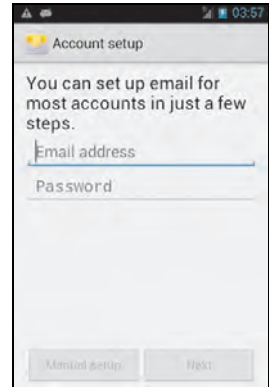 03:57
Account setup
You can set up email for
most accounts in just a few
steps.
Email address
Password
Manual setup
Next